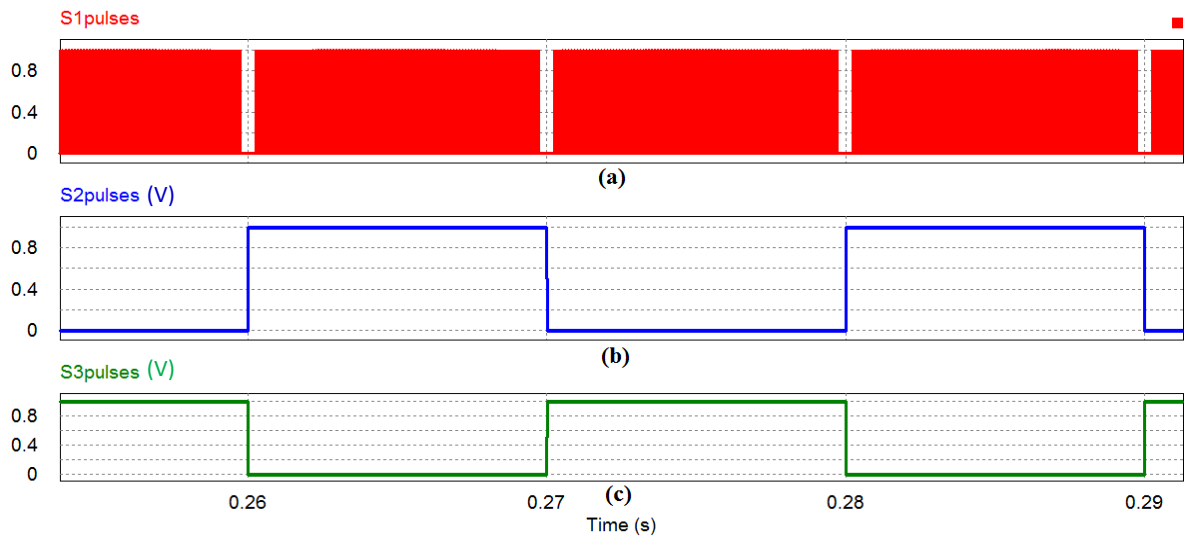 S1pulses
0.8
0.4
0
(a)
S2pulses (V)
0.8
0.4
0
(b)
S3pulses (V)
0.8
0.4
0
(c)
0.26 0.27 0.28 0.29
Time (s)